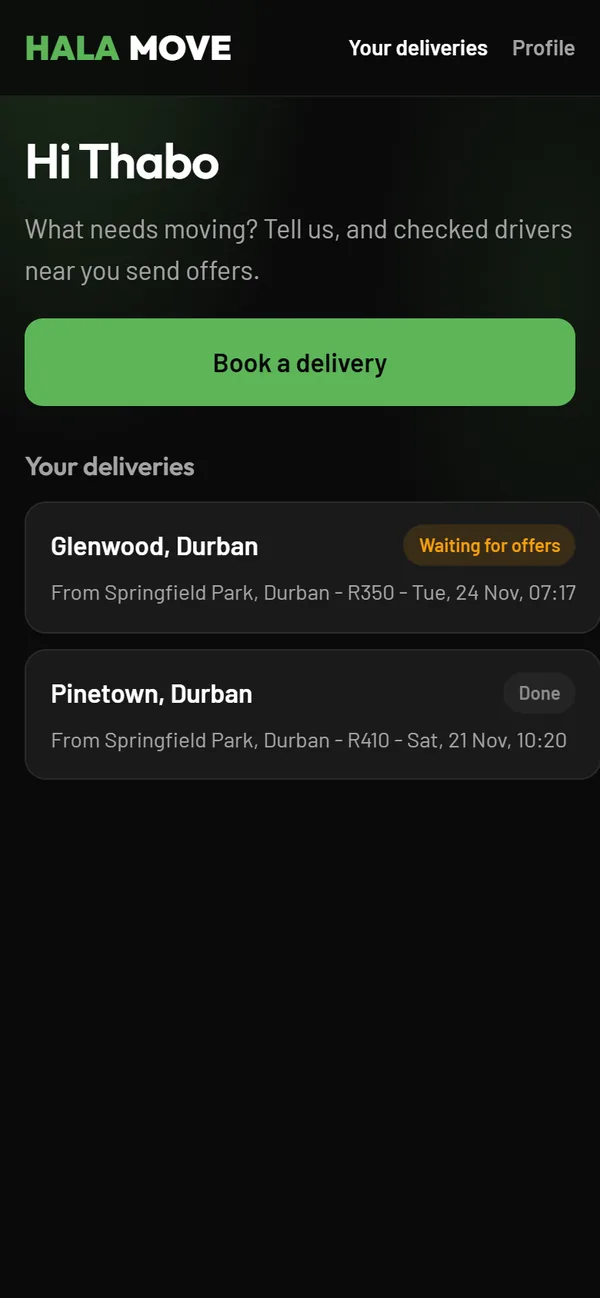 HALA MOVE
Your deliveries
Profile
Hi Thabo
What needs moving? Tell us, and checked drivers
near you send offers.
Book a delivery
Your deliveries
Glenwood, Durban
Waiting for offers
From Springfield Park, Durban - R350 - Tue, 24 Nov, 07:17
Pinetown, Durban
Done
From Springfield Park, Durban - R410 - Sat, 21 Nov, 10:20